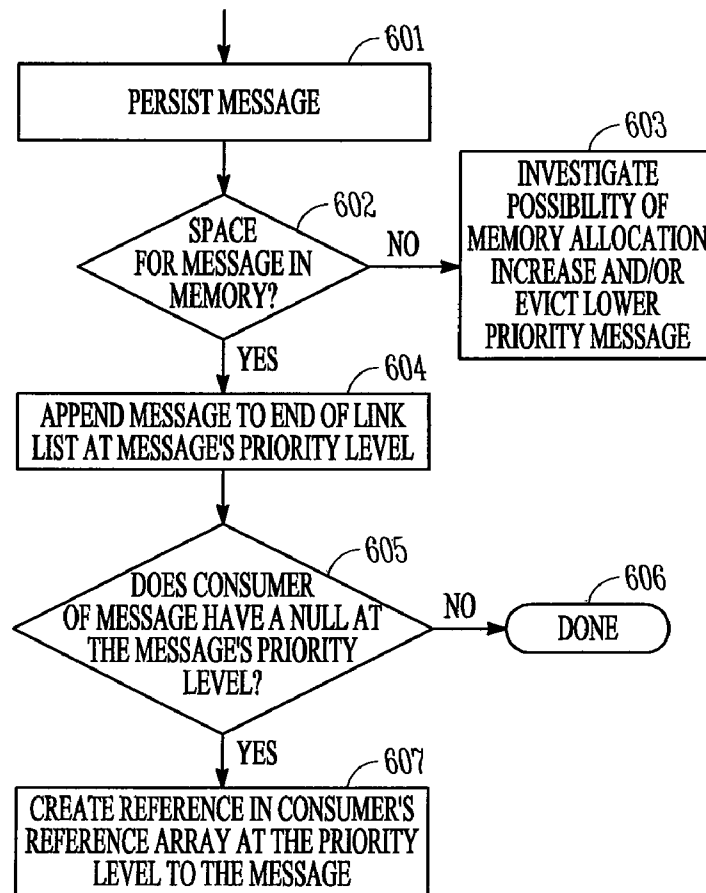 601
PERSIST MESSAGE
602
SPACE
FOR MESSAGE IN
MEMORY?
NO
603
INVESTIGATE
POSSIBILITY OF
MEMORY ALLOCATION
INCREASE AND/OR
EVICT LOWER
PRIORITY MESSAGE
YES
604
APPEND MESSAGE TO END OF LINK
LIST AT MESSAGE'S PRIORITY LEVEL
605
DOES CONSUMER
OF MESSAGE HAVE A NULL AT
THE MESSAGE'S PRIORITY
LEVEL?
NO
606
DONE
YES
607
CREATE REFERENCE IN CONSUMER'S
REFERENCE ARRAY AT THE PRIORITY
LEVEL TO THE MESSAGE